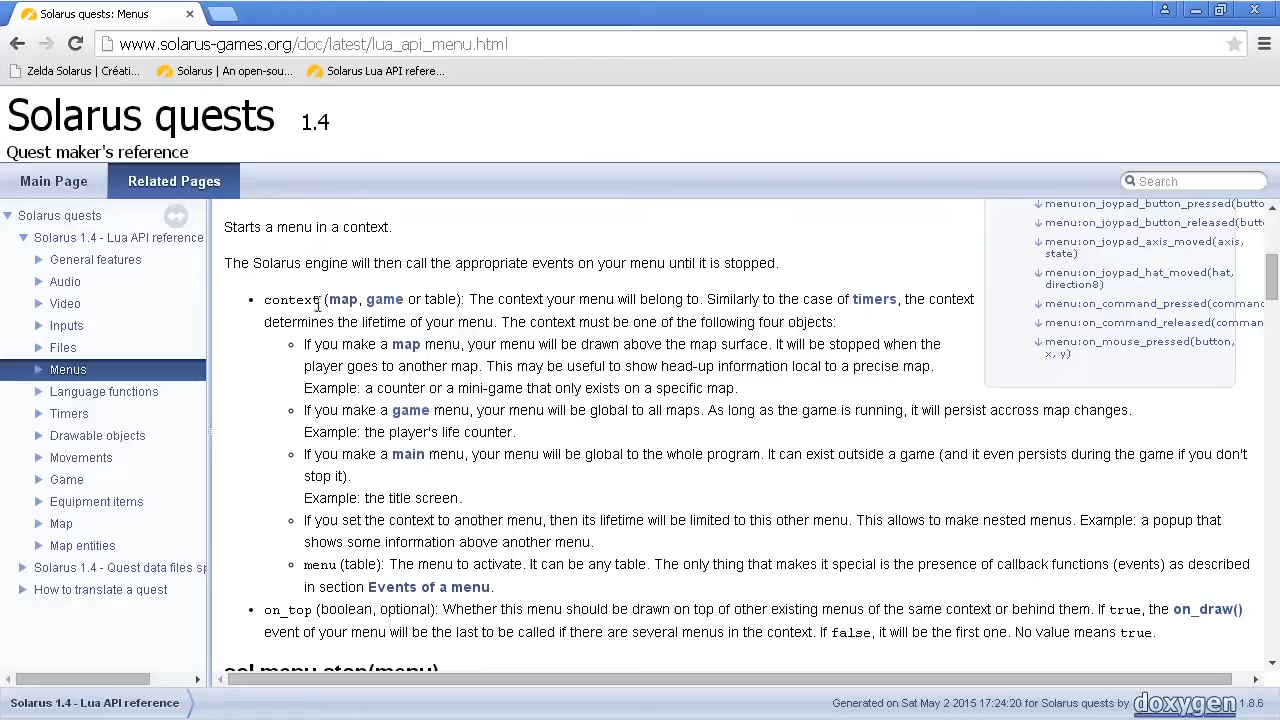 Solarus quests: Menus
www.solarus-games.org/doc/latest/lua_api_menu.html
Zelda Solarus | Créati...
Solarus | An open-sou...
Solarus Lua API refere...
Solarus quests 1.4
Quest maker's reference
Main Page
Related Pages
Search
Solarus quests
Solarus 1.4 - Lua API reference
General features
Audio
Video
Inputs
Files
Menus
Language functions
Timers
Drawable objects
Movements
Game
Equipment items
Map
Map entities
Solarus 1.4 - Quest data files sp
How to translate a quest
menu:on_joypad_button_pressed(butto
menu:on_joypad_button_released(butto
menu:on_joypad_axis_moved(axis,
state)
menu:on_joypad_hat_moved(hat,
direction8)
menu:on_command_pressed(command
menu:on_command_released(comman
menu:on_mouse_pressed(button,
x, y)
Starts a menu in a context.
The Solarus engine will then call the appropriate events on your menu until it is stopped.
context (map, game or table): The context your menu will belong to. Similarly to the case of timers, the context
determines the lifetime of your menu. The context must be one of the following four objects:
If you make a map menu, your menu will be drawn above the map surface. It will be stopped when the
player goes to another map. This may be useful to show head-up information local to a precise map.
Example: a counter or a mini-game that only exists on a specific map.
If you make a game menu, your menu will be global to all maps. As long as the game is running, it will persist accross map changes.
Example: the player's life counter.
If you make a main menu, your menu will be global to the whole program. It can exist outside a game (and it even persists during the game if you don't
stop it).
Example: the title screen.
If you set the context to another menu, then its lifetime will be limited to this other menu. This allows to make nested menus. Example: a popup that
shows some information above another menu.
menu (table): The menu to activate. It can be any table. The only thing that makes it special is the presence of callback functions (events) as described
in section Events of a menu.
on_top (boolean, optional): Whether this menu should be drawn on top of other existing menus of the same context or behind them. If true, the on_draw()
event of your menu will be the last to be called if there are several menus in the context. If false, it will be the first one. No value means true.
sol.menu.stop(menu)
Solarus 1.4 - Lua API reference
Generated on Sat May 2 2015 17:24:20 for Solarus quests by doxygen 1.8.6